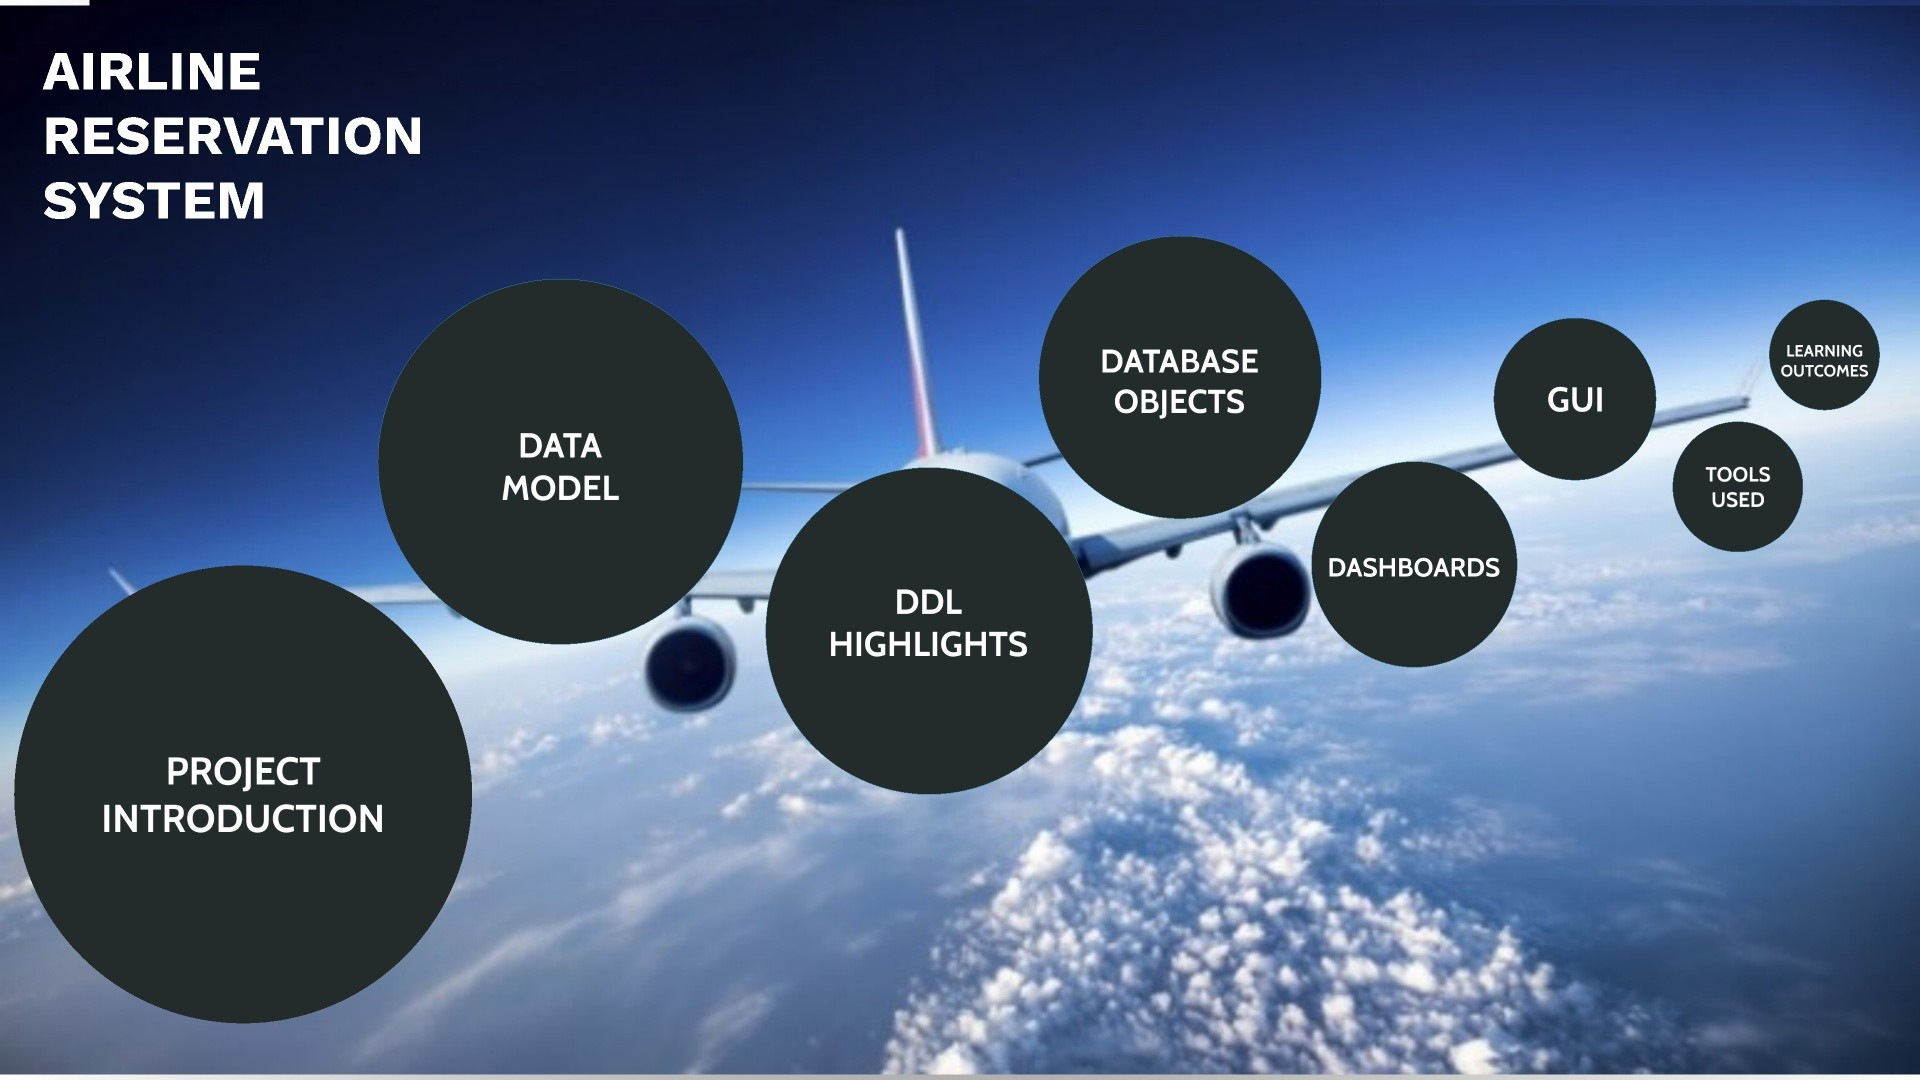 AIRLINE
RESERVATION
SYSTEM
PROJECT
INTRODUCTION
DATA
MODEL
DDL
HIGHLIGHTS
DATABASE
OBJECTS
DASHBOARDS
GUI
TOOLS
USED
LEARNING
OUTCOMES